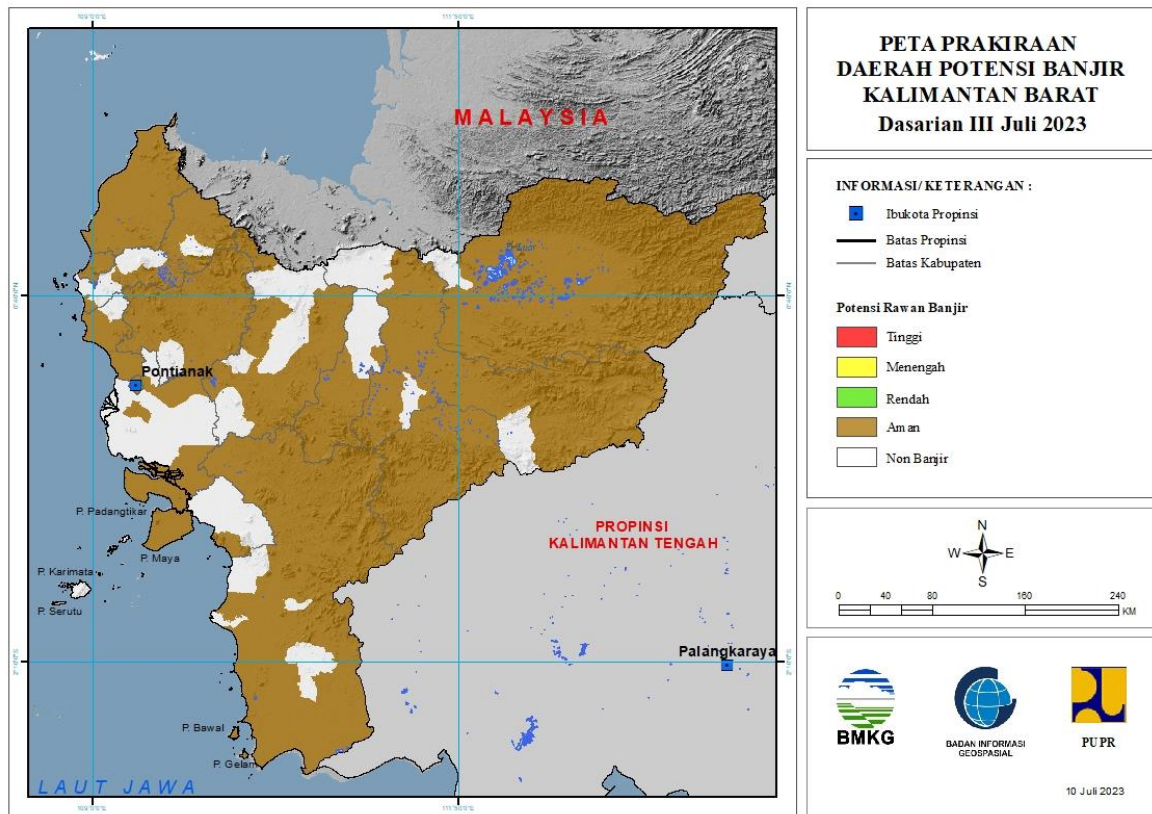 PETA PRAKIRAAN
DAERAH POTENSI BANJIR
KALIMANTAN BARAT
Dasarian III Juli 2023
INFORMASI/ KETERANGAN :
Ibukota Propinsi
Batas Propinsi
Batas Kabupaten
Potensi Rawan Banjir
Tinggi
Menengah
Rendah
Aman
Non Banjir
N
W E
S
0 40 80 160 240
KM
BMKG
BADAN INFORMASI
GEOSPASIAL
PUPR
10 Juli 2023
MALAYSIA
Pontianak
P. Padangtikar
P. Maya
P. Karimata
P. Serutu
PROPINSI
KALIMANTAN TENGAH
Palangkaraya
P. Bawal
P. Gelam
LAUT JAWA